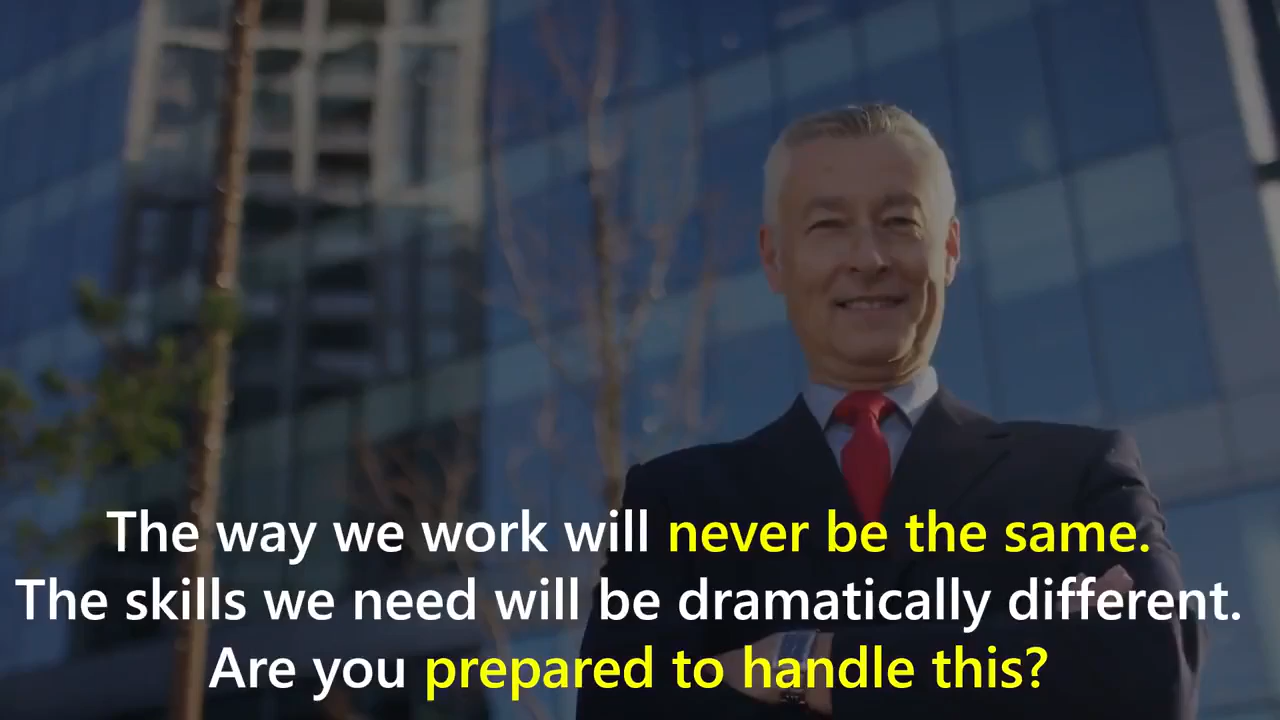 The way we work will never be the same.
The skills we need will be dramatically different.
Are you prepared to handle this?